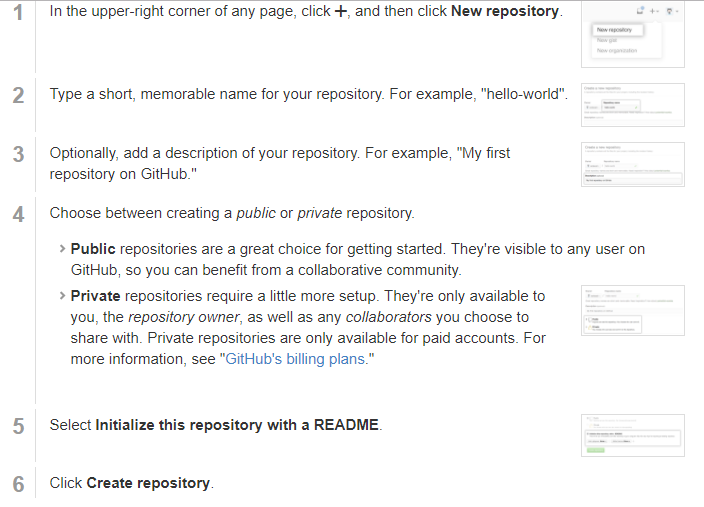 1
In the upper-right corner of any page, click +, and then click New repository.
New repository
New gist
New organization
2
Type a short, memorable name for your repository. For example, "hello-world".
Create a new repository
3
Optionally, add a description of your repository. For example, "My first
repository on GitHub."
Create a new repository
4
Choose between creating a public or private repository.
Public repositories are a great choice for getting started. They're visible to any user on
GitHub, so you can benefit from a collaborative community.
Private repositories require a little more setup. They're only available to
you, the repository owner, as well as any collaborators you choose to
share with. Private repositories are only available for paid accounts. For
more information, see "GitHub's billing plans."
5
Select Initialize this repository with a README.
6
Click Create repository.